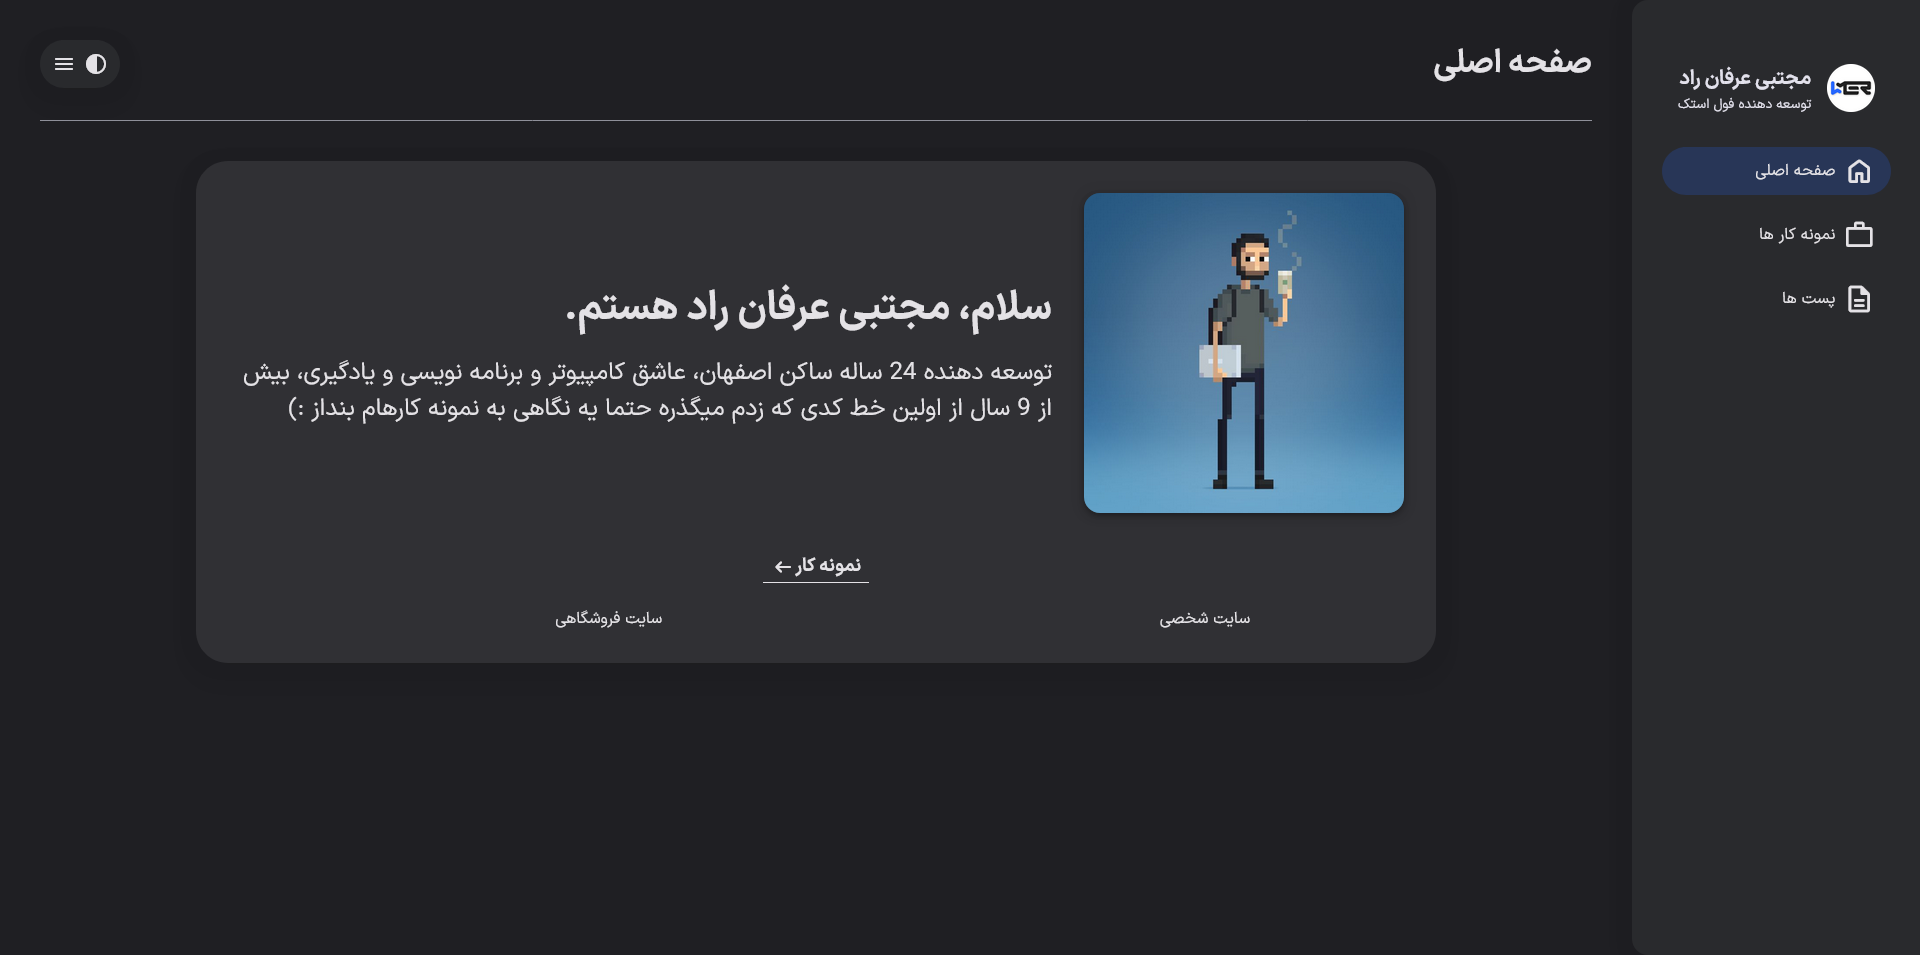 صفحه اصلی
مجتبی عرفان راد
توسعه دهنده فول استک
صفحه اصلی
نمونه کار ها
پست ها
سلام، مجتبی عرفان راد هستم.
توسعه دهنده 24 ساله ساکن اصفهان، عاشق کامپیوتر و برنامه نویسی و یادگیری، بیش
از 9 سال از اولین خط کدی که زدم میگذره حتما یه نگاهی به نمونه کارهام بنداز :)
نمونه کار
سایت شخصی
سایت فروشگاهی